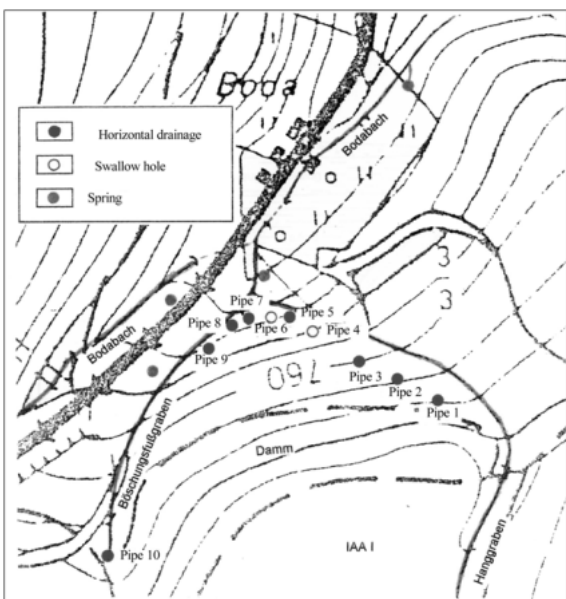 Boda
Horizontal drainage
Swallow hole
Spring
Bodabach
Pipe 7
Pipe 5
Pipe 8
Pipe 6
Pipe 4
Bodabach
Pipe 9
Pipe 3
760
Pipe 2
Pipe 1
Böschungsfußgraben
Damm
Hanggraben
IAA I
Pipe 10